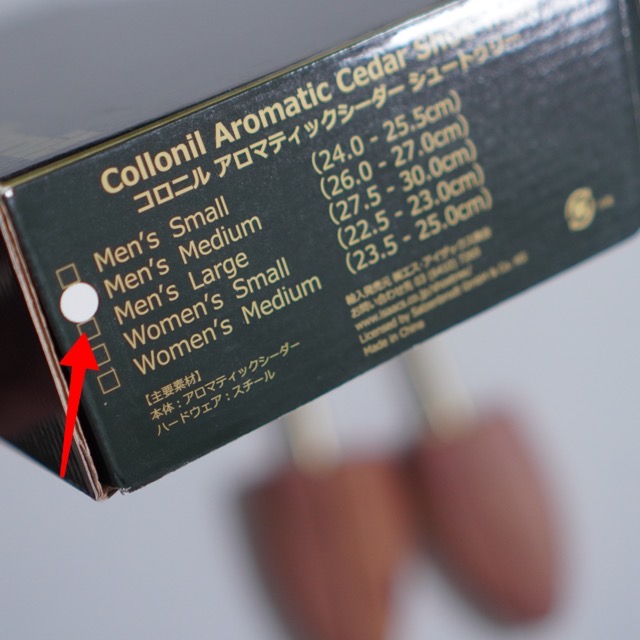 Collonil Aromatic Cedar
コロニル アロマティックシーダー シュートゥリー
Men's Small (24.0 - 25.5cm)
Men's Medium (26.0 - 27.0cm)
Men's Large (27.5 - 30.0cm)
Women's Small (22.5 - 23.0cm)
Women's Medium (23.5 - 25.0cm)
【主要素材】
本体：アロマティックシーダー
ハードウェア：スチール
Made in China